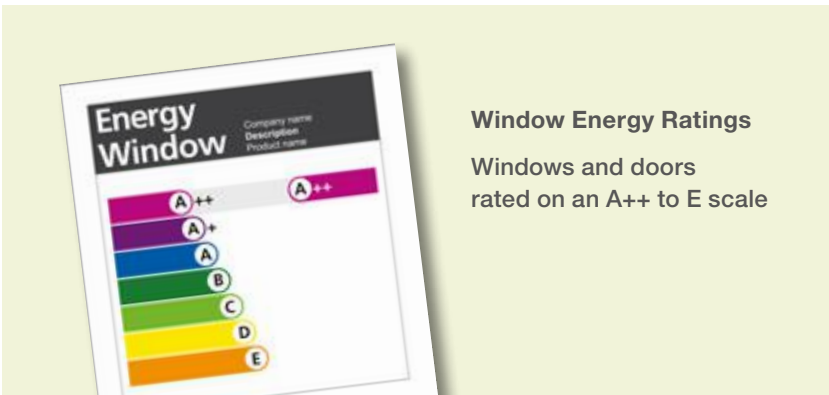 Energy
Window
Company name
Description
Product name
A++
A++
A+
A
B
C
D
E
Window Energy Ratings
Windows and doors
rated on an A++ to E scale